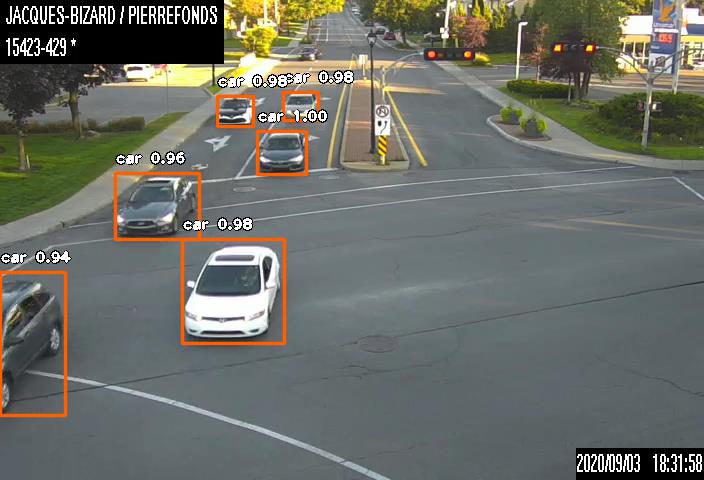 JACQUES-BIZARD / PIERREFONDS
15423-429 *
car 0.98
car 0.98
car 1.00
car 0.96
car 0.98
car 0.94
2020/09/03 18:31:58